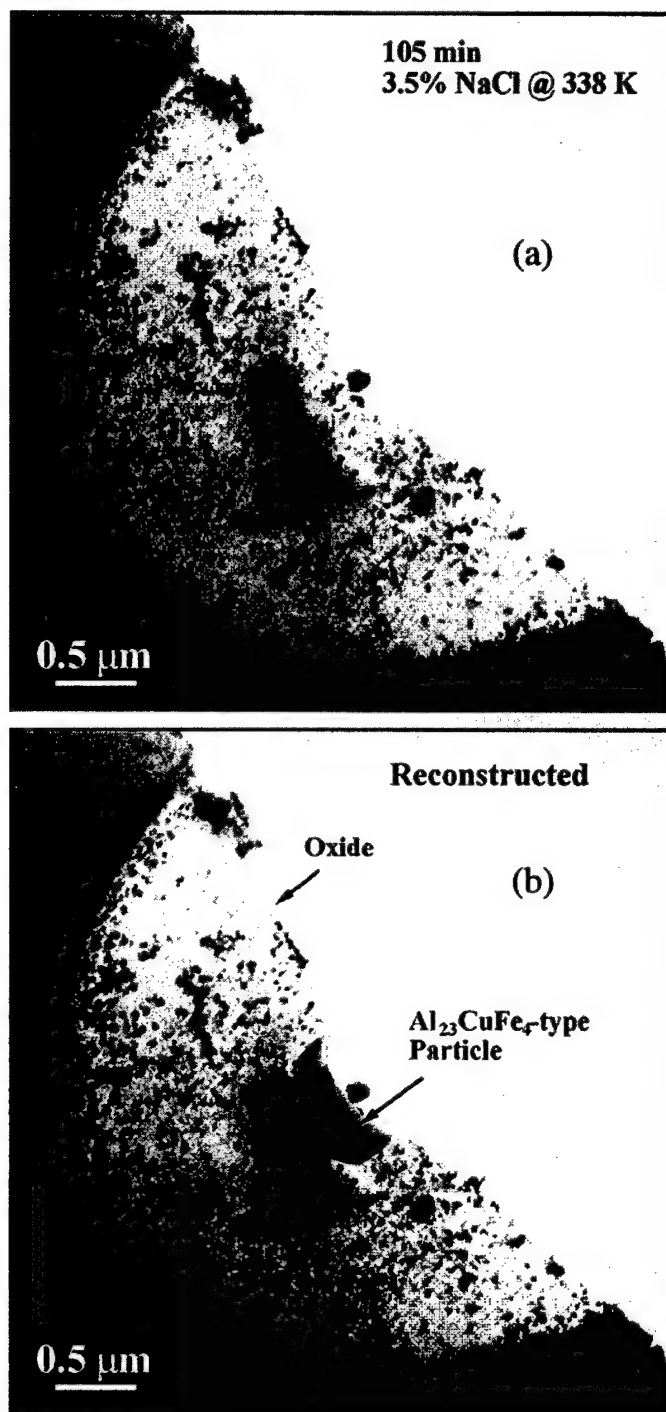 105 min
3.5% NaCl @ 338 K
(a)
0.5 μm
Reconstructed
Oxide
(b)
Al₂₃CuFe₄-type
Particle
0.5 μm